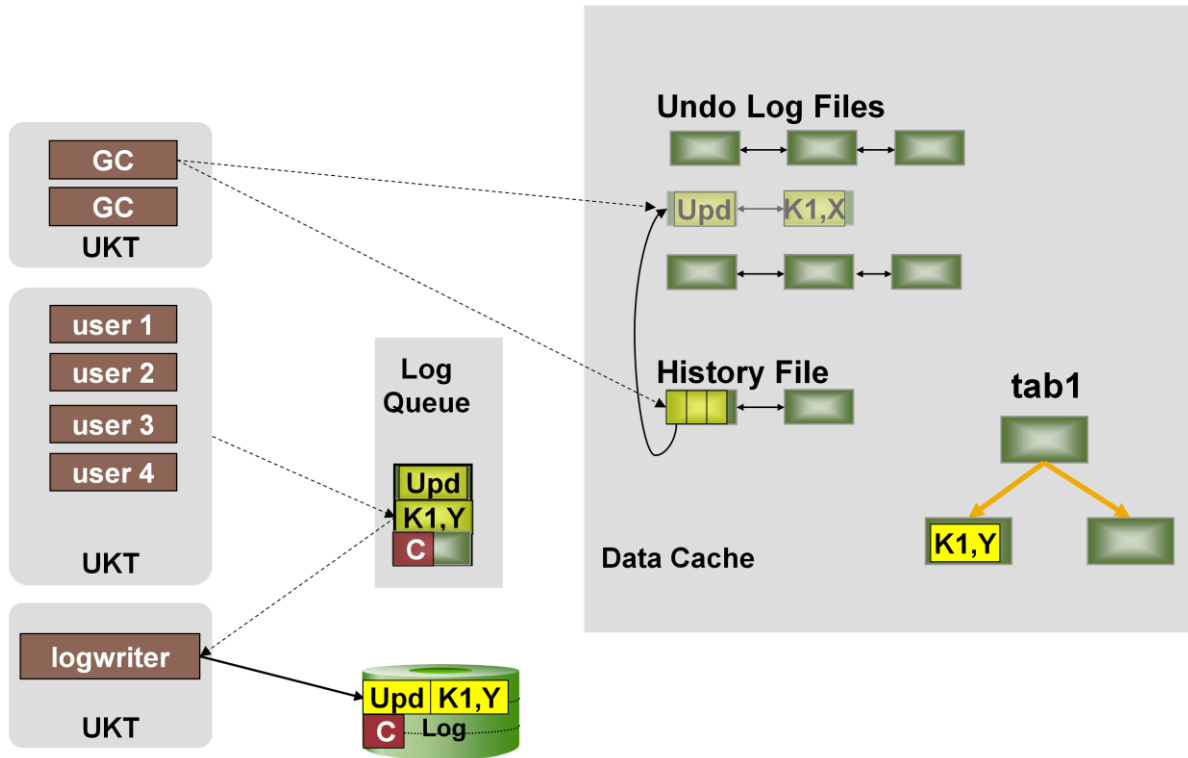 GC
GC
UKT
user 1
user 2
user 3
user 4
UKT
logwriter
UKT
Log
Queue
Upd
K1,Y
C
Upd K1,Y
C Log
Undo Log Files
Upd K1,X
History File
tab1
K1,Y
Data Cache